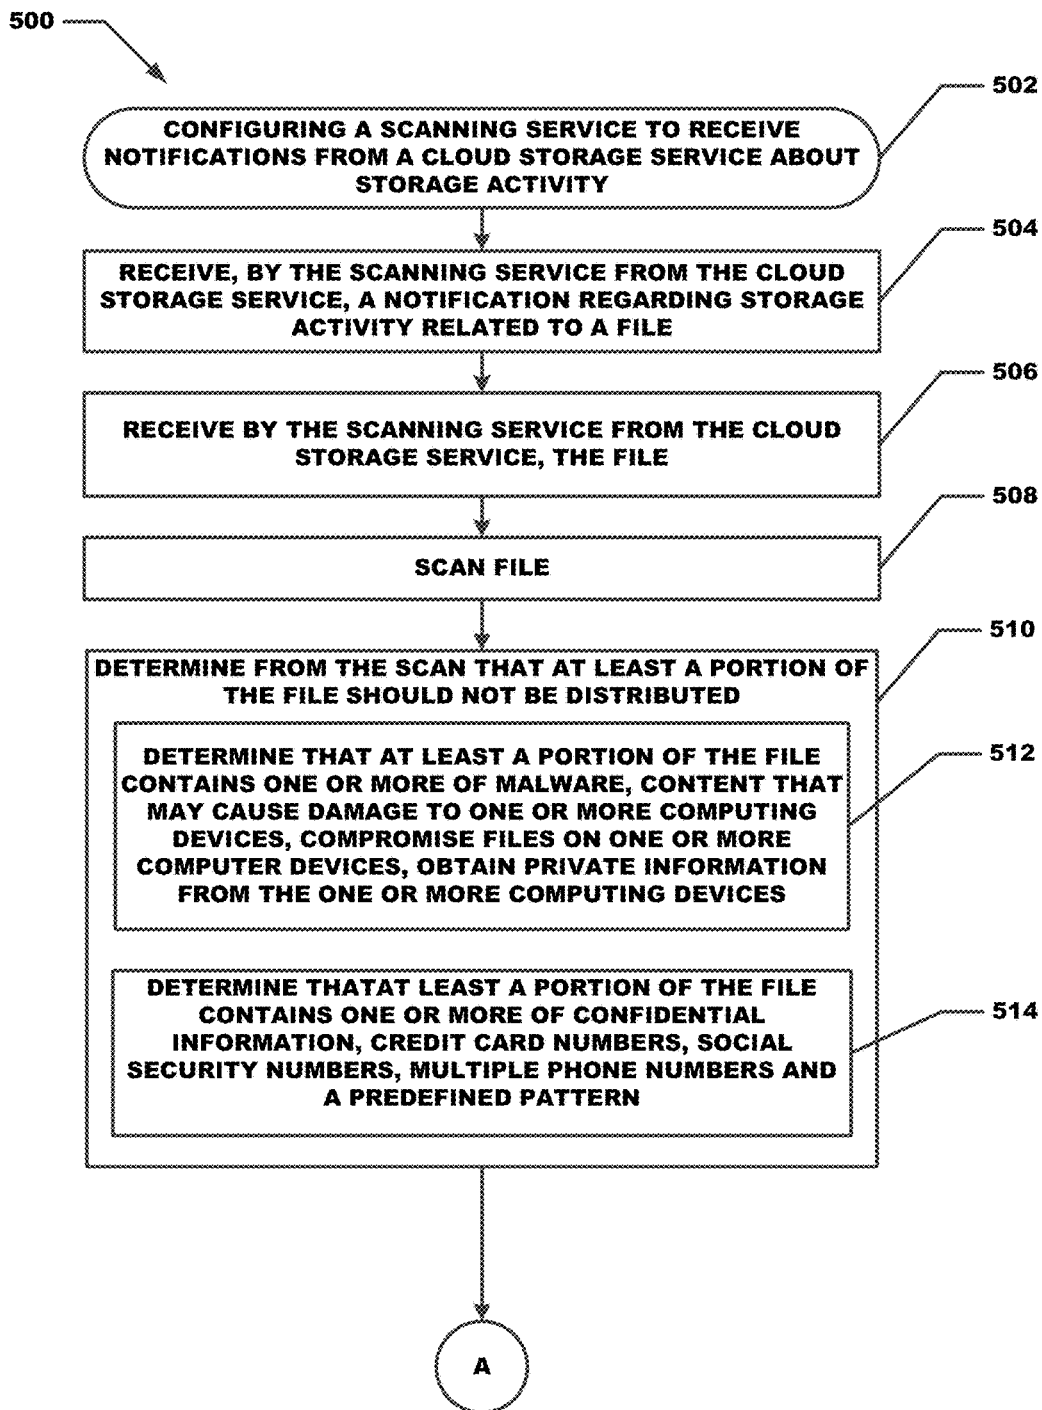 500
502
CONFIGURING A SCANNING SERVICE TO RECEIVE
NOTIFICATIONS FROM A CLOUD STORAGE SERVICE ABOUT
STORAGE ACTIVITY
504
RECEIVE, BY THE SCANNING SERVICE FROM THE CLOUD
STORAGE SERVICE, A NOTIFICATION REGARDING STORAGE
ACTIVITY RELATED TO A FILE
506
RECEIVE BY THE SCANNING SERVICE FROM THE CLOUD
STORAGE SERVICE, THE FILE
508
SCAN FILE
510
DETERMINE FROM THE SCAN THAT AT LEAST A PORTION OF
THE FILE SHOULD NOT BE DISTRIBUTED
512
DETERMINE THAT AT LEAST A PORTION OF THE FILE
CONTAINS ONE OR MORE OF MALWARE, CONTENT THAT
MAY CAUSE DAMAGE TO ONE OR MORE COMPUTING
DEVICES, COMPROMISE FILES ON ONE OR MORE
COMPUTER DEVICES, OBTAIN PRIVATE INFORMATION
FROM THE ONE OR MORE COMPUTING DEVICES
514
DETERMINE THATAT LEAST A PORTION OF THE FILE
CONTAINS ONE OR MORE OF CONFIDENTIAL
INFORMATION, CREDIT CARD NUMBERS, SOCIAL
SECURITY NUMBERS, MULTIPLE PHONE NUMBERS AND
A PREDEFINED PATTERN
A